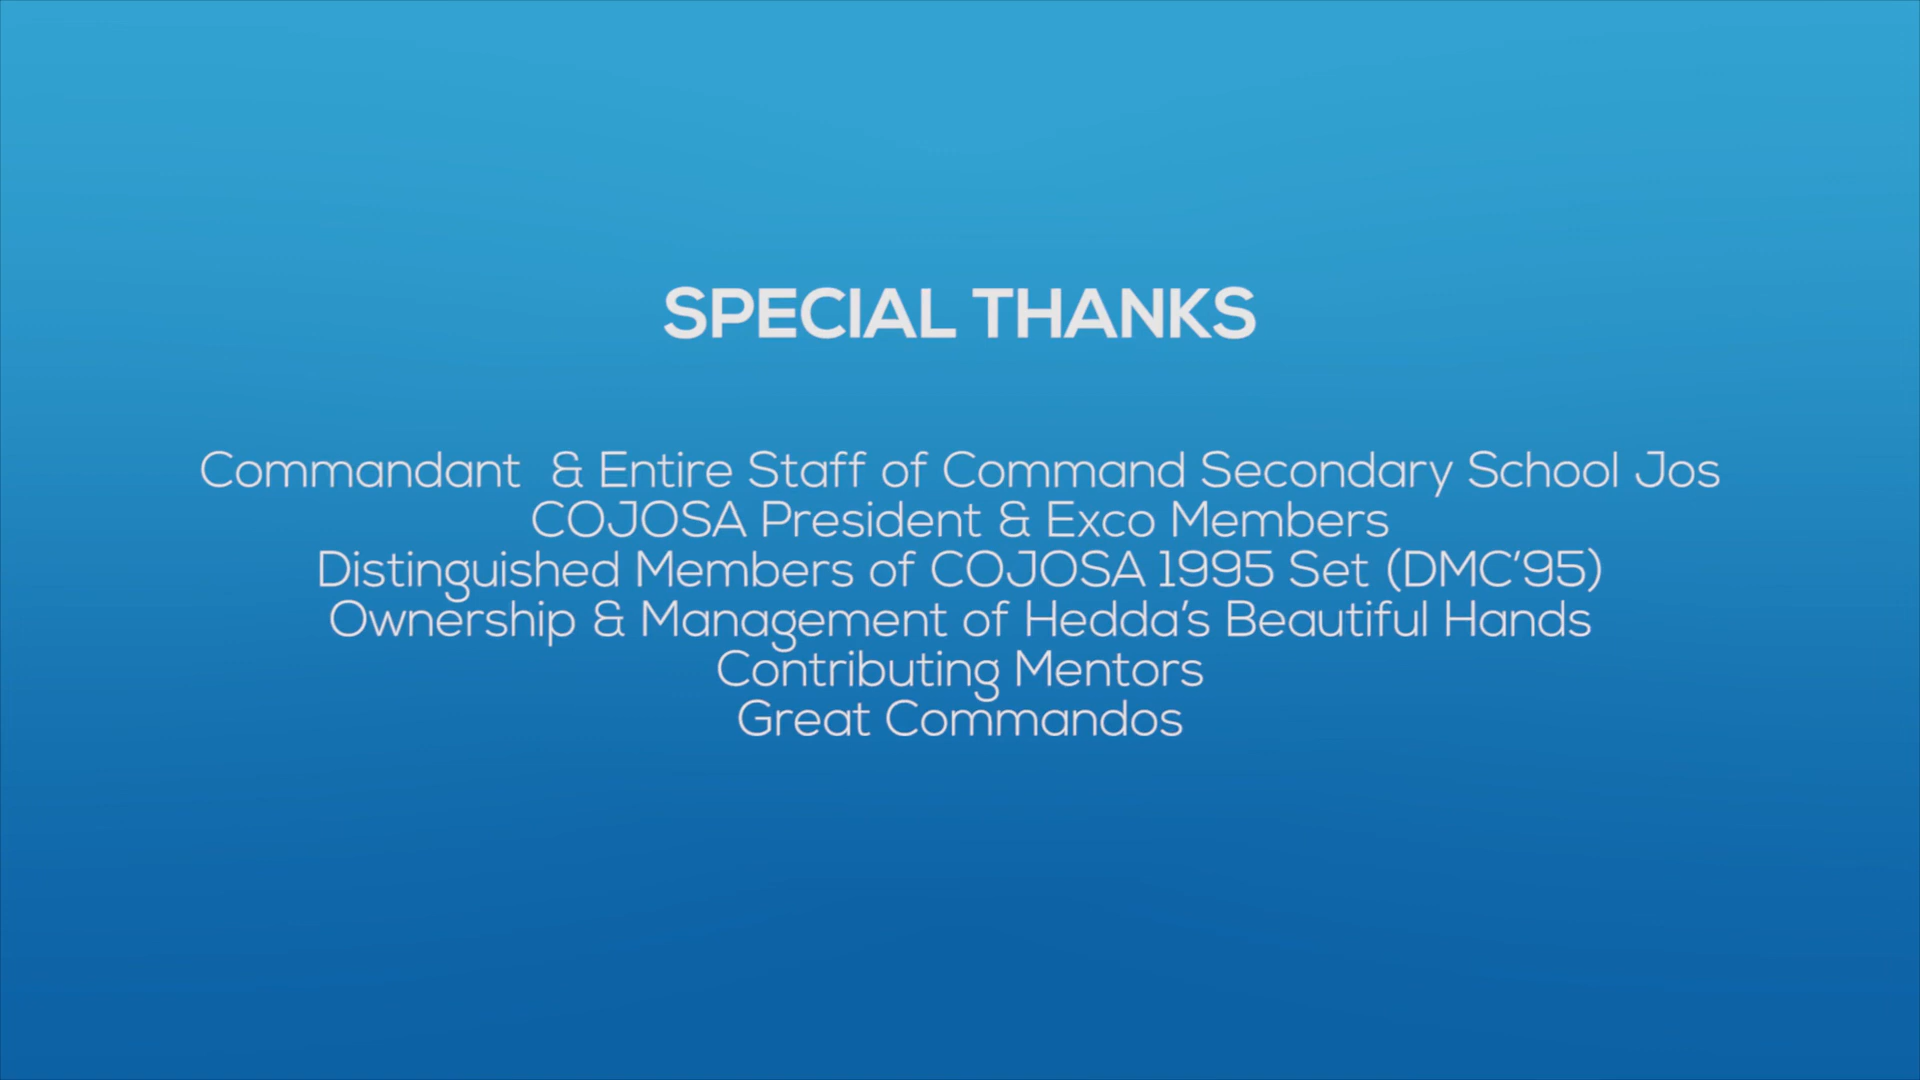 SPECIAL THANKS
Commandant  & Entire Staff of Command Secondary School Jos
COJOSA President & Exco Members
Distinguished Members of COJOSA 1995 Set (DMC'95)
Ownership & Management of Hedda's Beautiful Hands
Contributing Mentors
Great Commandos